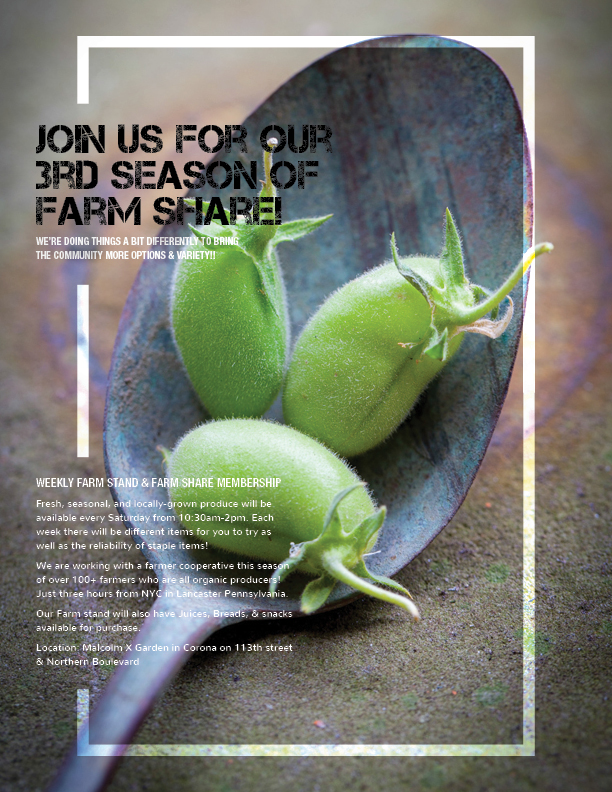 JOIN US FOR OUR
3RD SEASON OF
FARM SHARE!
WE'RE DOING THINGS A BIT DIFFERENTLY TO BRING
THE COMMUNITY MORE OPTIONS & VARIETY!!
WEEKLY FARM STAND & FARM SHARE MEMBERSHIP
Fresh, seasonal, and locally-grown produce will be
available every Saturday from 10:30am-2pm. Each
week there will be different items for you to try as
well as the reliability of staple items!
We are working with a farmer cooperative this season
of over 100+ farmers who are all organic producers!
Just three hours from NYC in Lancaster Pennsylvania.
Our Farm stand will also have Juices, Breads, & snacks
available for purchase.
Location: Malcolm X Garden in Corona on 113th street
& Northern Boulevard